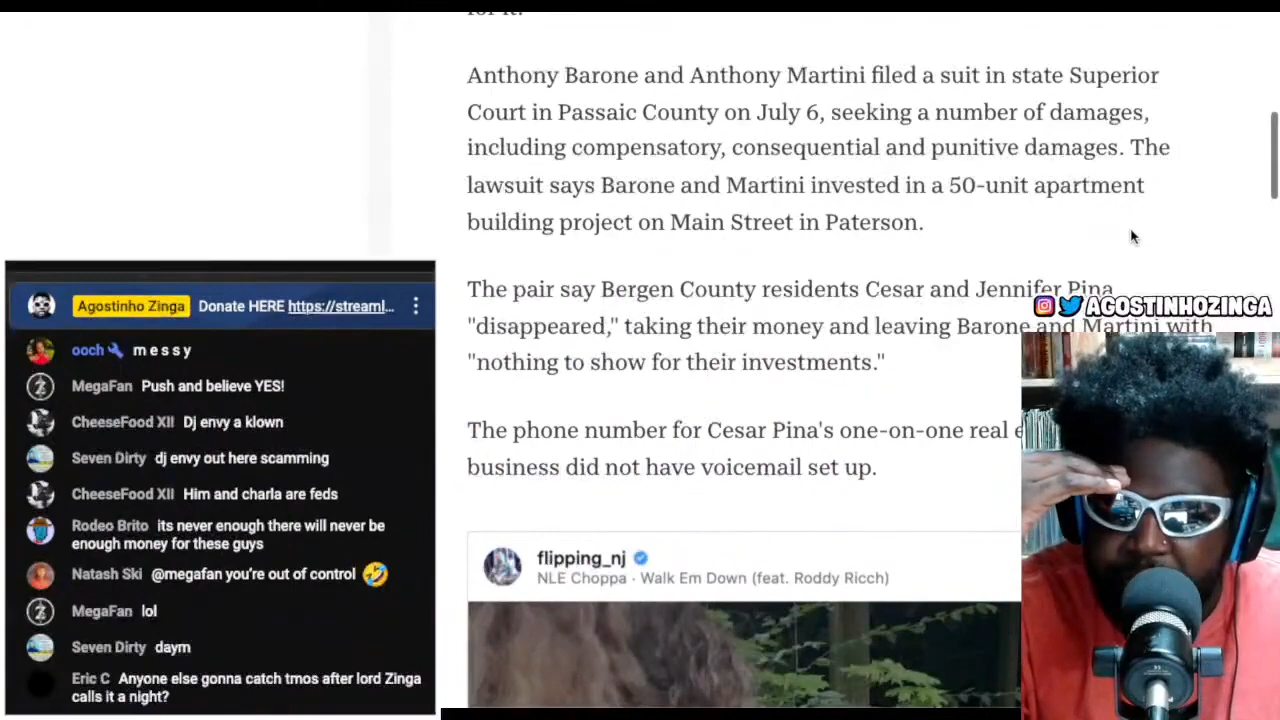 for it.
Anthony Barone and Anthony Martini filed a suit in state Superior
Court in Passaic County on July 6, seeking a number of damages,
including compensatory, consequential and punitive damages. The
lawsuit says Barone and Martini invested in a 50-unit apartment
building project on Main Street in Paterson.
The pair say Bergen County residents Cesar and Jennifer Pina
"disappeared," taking their money and leaving Barone and Martini with
"nothing to show for their investments."
The phone number for Cesar Pina's one-on-one real e
business did not have voicemail set up.
flipping_nj
NLE Choppa · Walk Em Down (feat. Roddy Ricch)
AGOSTINHOZINGA
Agostinho Zinga Donate HERE https://streaml...
ooch m e s s y
MegaFan Push and believe YES!
CheeseFood XII Dj envy a klown
Seven Dirty dj envy out here scamming
CheeseFood XII Him and charla are feds
Rodeo Brito its never enough there will never be
enough money for these guys
Natash Ski @megafan you're out of control 🤣
MegaFan lol
Seven Dirty daym
Eric C Anyone else gonna catch tmos after lord Zinga
calls it a night?